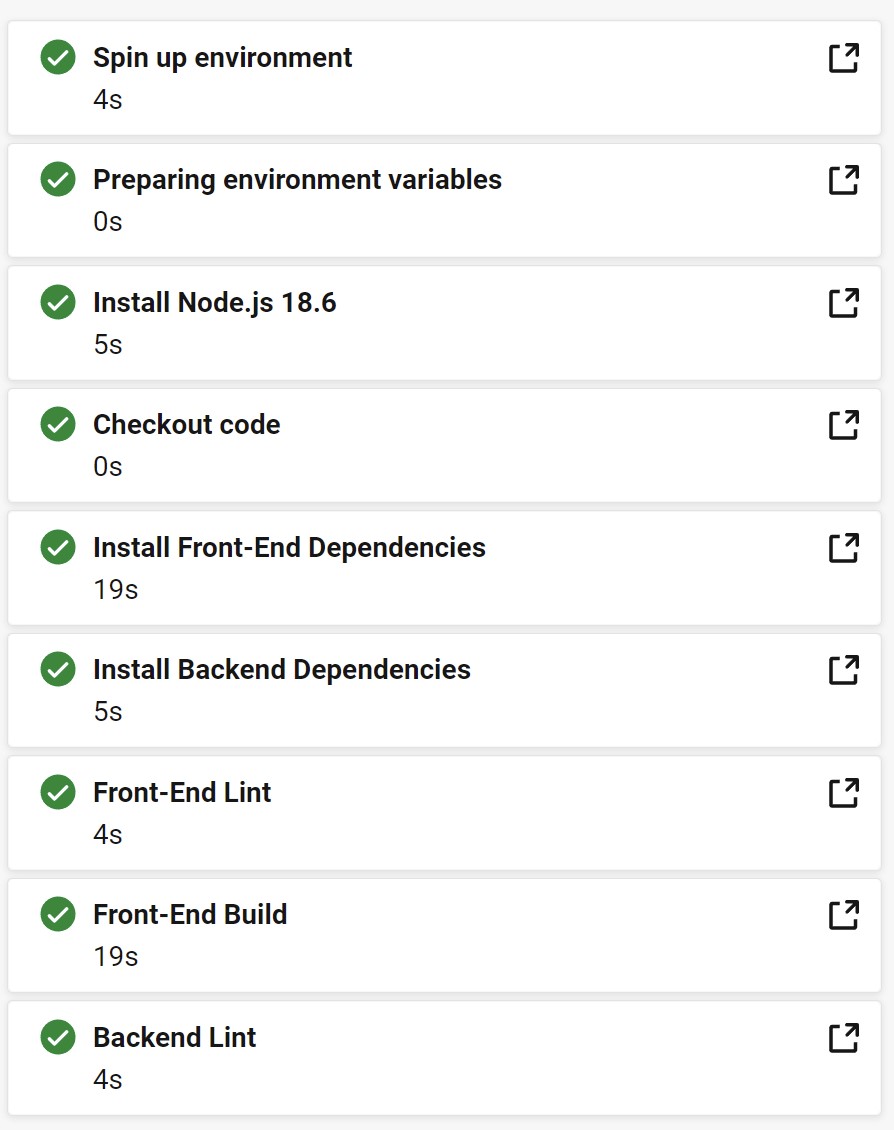 Spin up environment
4s
Preparing environment variables
0s
Install Node.js 18.6
5s
Checkout code
0s
Install Front-End Dependencies
19s
Install Backend Dependencies
5s
Front-End Lint
4s
Front-End Build
19s
Backend Lint
4s